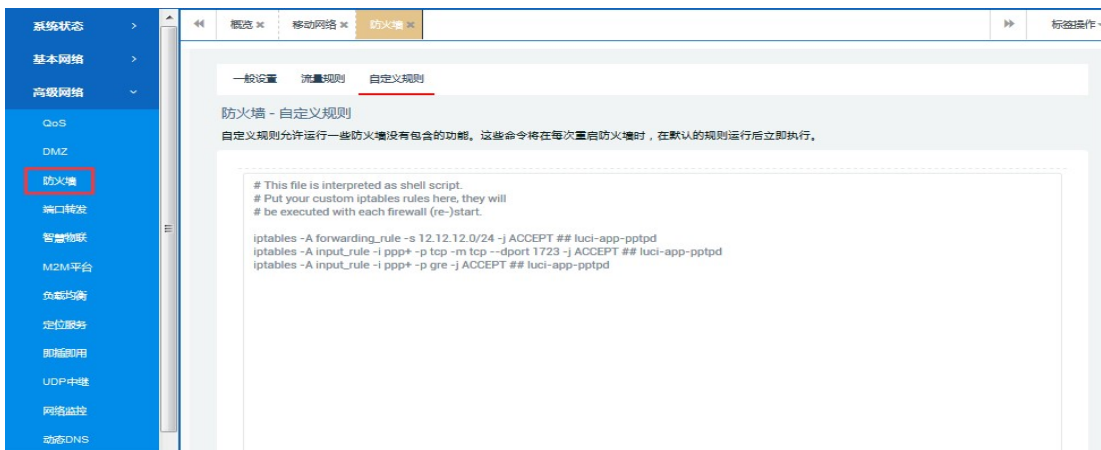 系统状态
基本网络
高级网络
QoS
DMZ
防火墙
端口转发
智慧物联
M2M平台
负载均衡
定位服务
即插即用
UDP中继
网络监控
动态DNS
概览 移动网络 防火墙 标签操作
一般设置 流量规则 自定义规则
防火墙 - 自定义规则
自定义规则允许运行一些防火墙没有包含的功能。这些命令将在每次重启防火墙时，在默认的规则运行后立即执行。
# This file is interpreted as shell script.
# Put your custom iptables rules here, they will
# be executed with each firewall (re-)start.
iptables -A forwarding_rule -s 12.12.12.0/24 -j ACCEPT ## luci-app-pptpd
iptables -A input_rule -i ppp+ -p tcp -m tcp --dport 1723 -j ACCEPT ## luci-app-pptpd
iptables -A input_rule -i ppp+ -p gre -j ACCEPT ## luci-app-pptpd